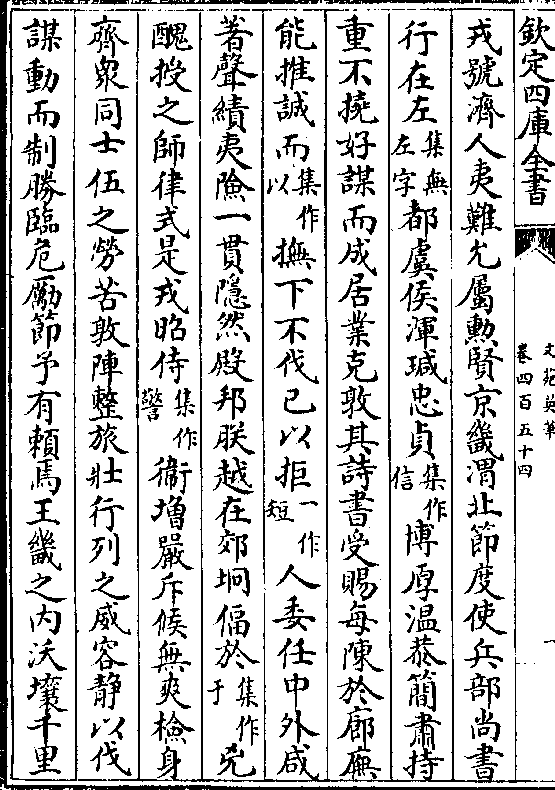 欽定四庫全書
文苑英華
卷四百五十四
一
戎號濟人夷難允屬勲賢京畿渭北節度使兵部尚書
行在左集無左字都虞侯渾瑊忠貞集作信博厚温恭簡肅持
重不撓好謀而成居業克敦其詩書受賜每陳於廊廡
能推誠而集作以撫下不伐已以拒一作短人委任中外咸
著聲績夷險一貫隱然殿邦朕越在郊坰偪於集作于兇
醜授之師律式是戎昭侍集作警衞增嚴斥候無爽檢身
齊衆同士伍之勞苦敦陣整旅壯行列之威容静以伐
謀動而制勝臨危厲節予有賴焉王畿之内沃壤千里